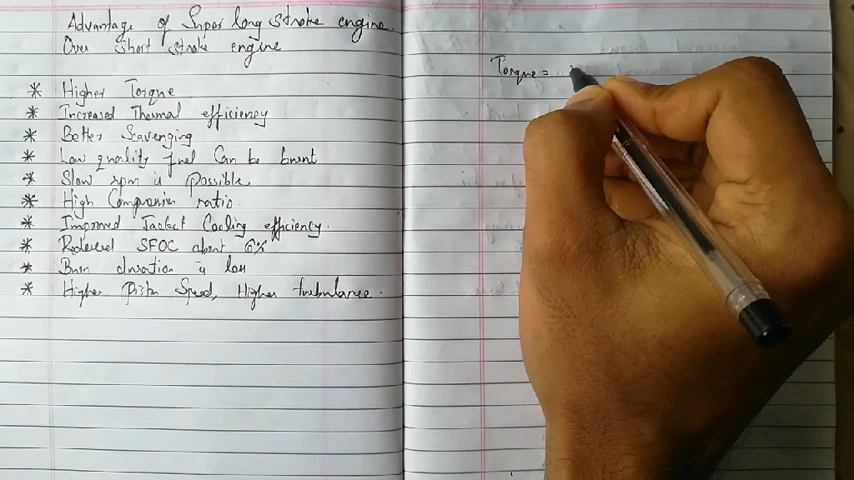 Advantage of Super long stroke engine.
Over Short stroke engine
* Higher Torque
* Increased Thermal efficiency
* Better Scavenging
* Low quality fuel Can be burnt
* Slow rpm is possible
* High Compression ratio
* Improved Jacket Cooling efficiency.
* Reduced SFOC about 6%
* Burn duration is low
* Higher Piston Speed, Higher turbulance.
Torque =